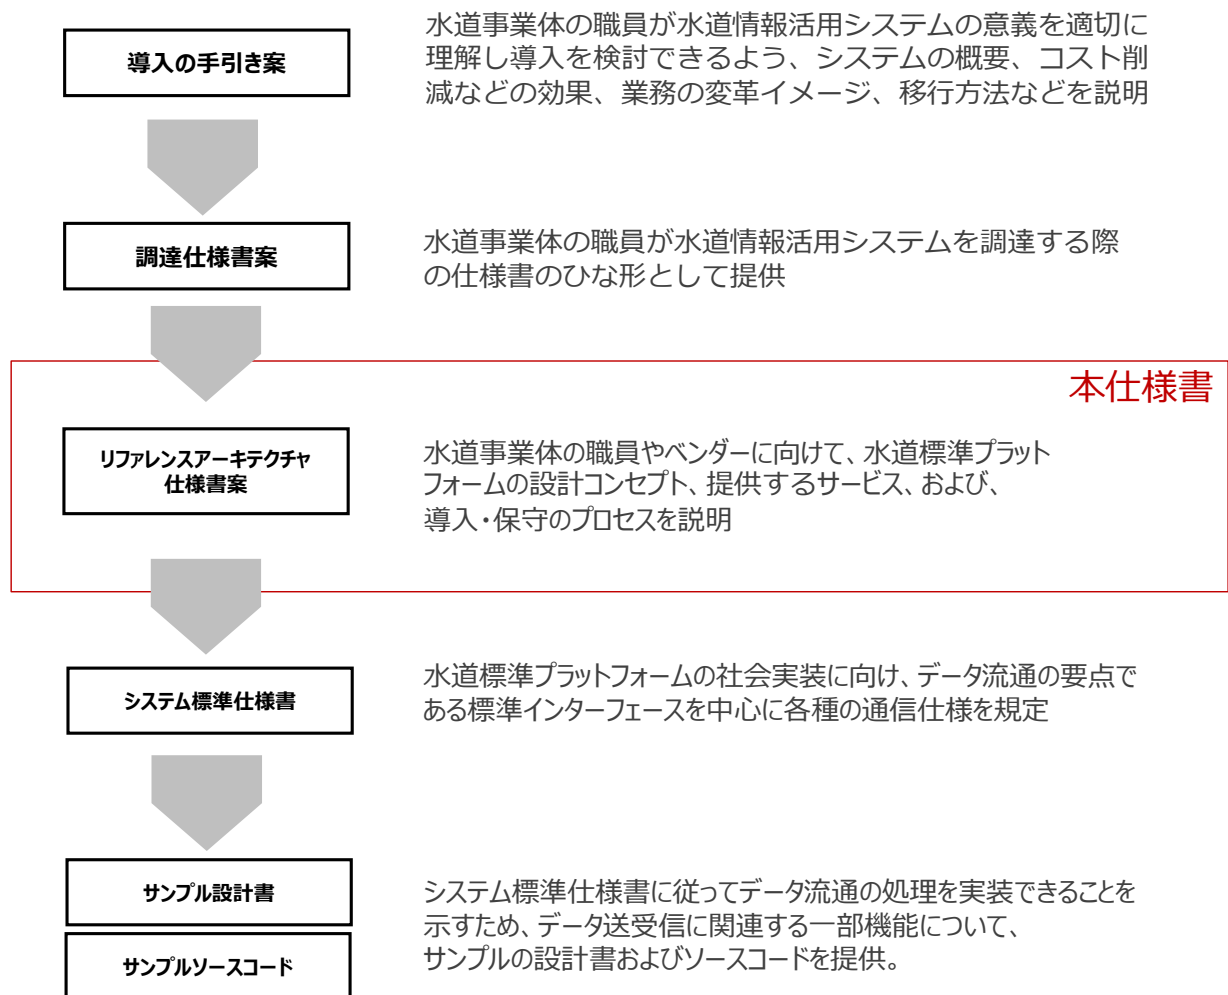 導入の手引き案
水道事業体の職員が水道情報活用システムの意義を適切に
理解し導入を検討できるよう、システムの概要、コスト削
減などの効果、業務の変革イメージ、移行方法などを説明
調達仕様書案
水道事業体の職員が水道情報活用システムを調達する際
の仕様書のひな形として提供
本仕様書
リファレンスアーキテクチャ
仕様書案
水道事業体の職員やベンダーに向けて、水道標準プラット
フォームの設計コンセプト、提供するサービス、および、
導入・保守のプロセスを説明
システム標準仕様書
水道標準プラットフォームの社会実装に向け、データ流通の要点で
ある標準インターフェースを中心に各種の通信仕様を規定
サンプル設計書
サンプルソースコード
システム標準仕様書に従ってデータ流通の処理を実装できることを
示すため、データ送受信に関連する一部機能について、
サンプルの設計書およびソースコードを提供。